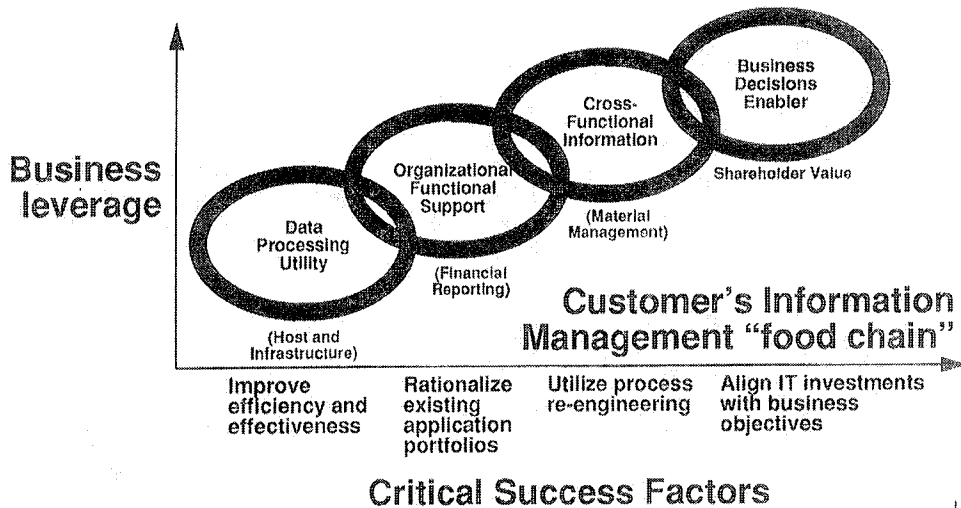 Business
leverage
Data
Processing
Utility
(Host and
Infrastructure)
Organizational
Functional
Support
(Financial
Reporting)
Cross-
Functional
Information
(Material
Management)
Business
Decisions
Enabler
Shareholder Value
Customer's Information
Management "food chain"
Improve
efficiency and
effectiveness
Rationalize
existing
application
portfolios
Utilize process
re-engineering
Align IT investments
with business
objectives
Critical Success Factors